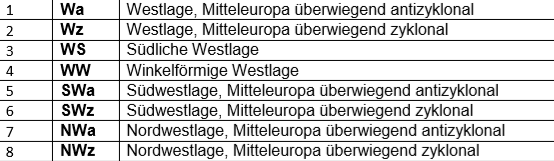 1 Wa Westlage, Mitteleuropa überwiegend antizyklonal
2 Wz Westlage, Mitteleuropa überwiegend zyklonal
3 WS Südliche Westlage
4 WW Winkelförmige Westlage
5 SWa Südwestlage, Mitteleuropa überwiegend antizyklonal
6 SWz Südwestlage, Mitteleuropa überwiegend zyklonal
7 NWa Nordwestlage, Mitteleuropa überwiegend antizyklonal
8 NWz Nordwestlage, Mitteleuropa überwiegend zyklonal